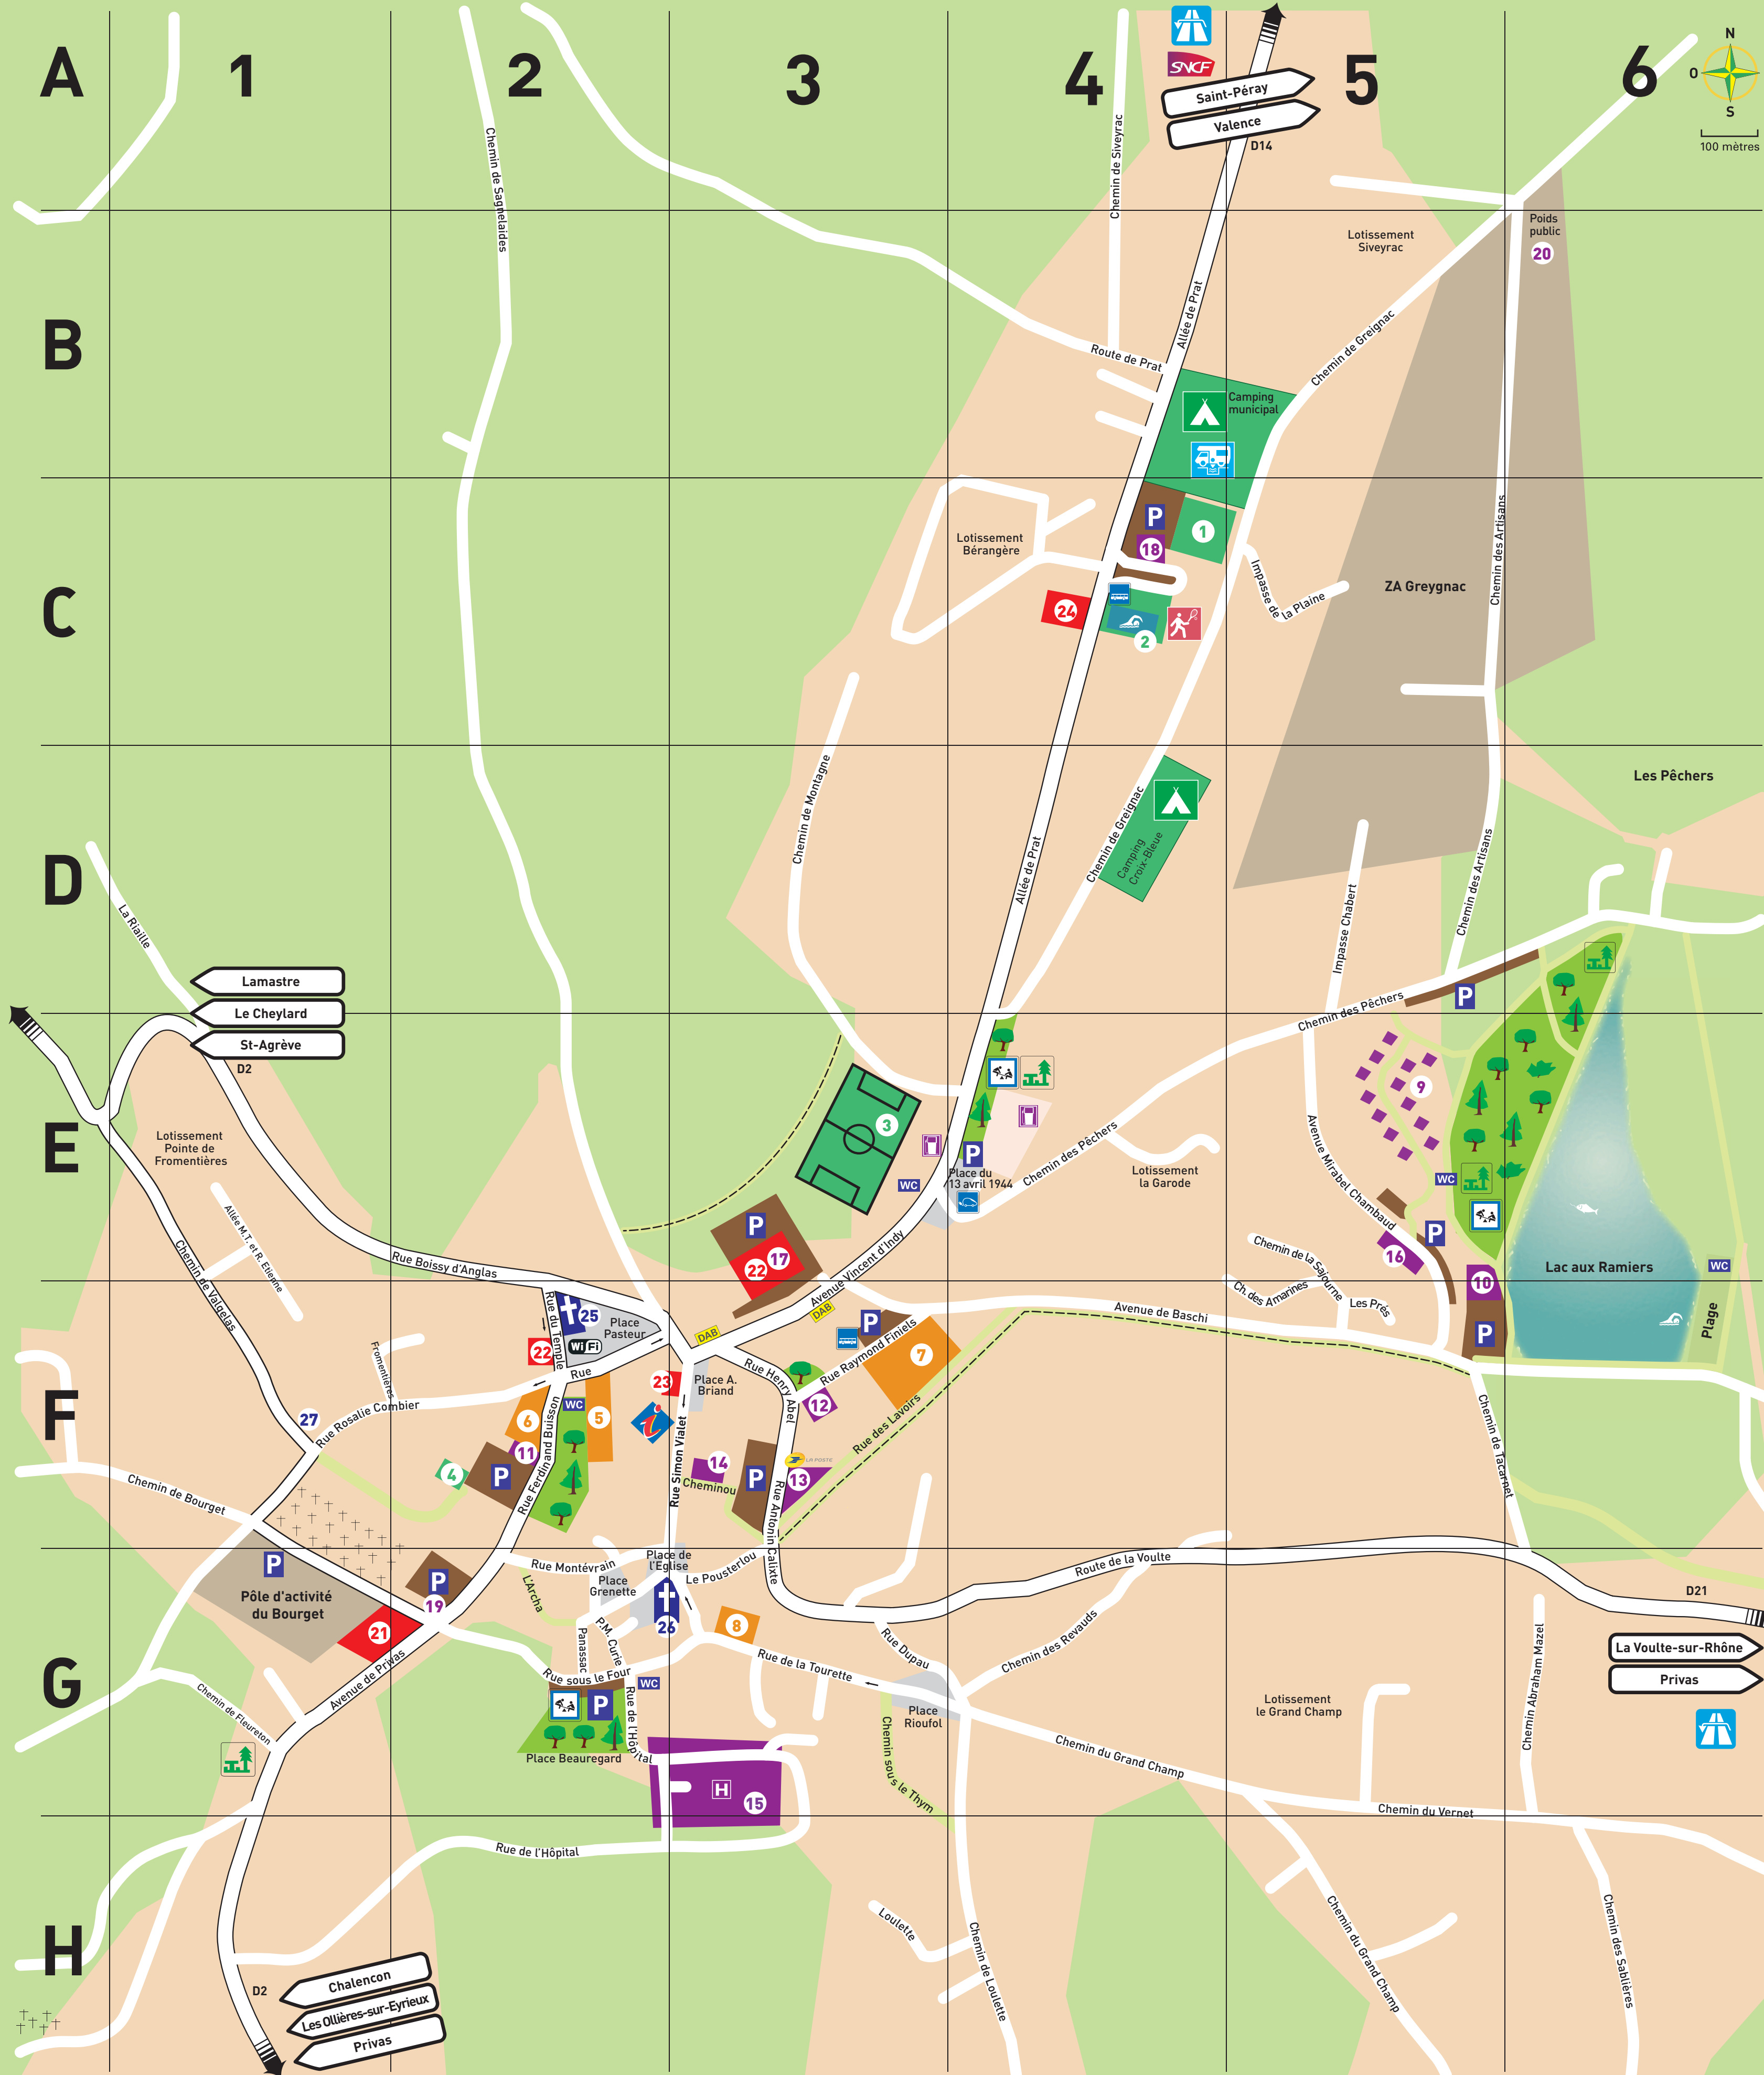 A
1
2
3
4
5
6
N
O
S
100 mètres
SNCF
Saint-Péray
Valence
D14
Chemin de Sagnelaides
Chemin de Siveyrac
B
Poids
public
20
Lotissement
Siveyrac
Allée de Prat
Route de Prat
Chemin de Greignac
Camping
municipal
C
P
1
18
Lotissement
Bérangère
Impasse de
la Plaine
ZA Greygnac
Chemin des Artisans
24
2
D
Les Pêchers
Chemin de Montagne
Allée de Prat
Chemin de Greignac
Camping
Croix-Bleue
Impasse Chabert
Chemin des Artisans
La Riaille
Lamastre
Le Cheylard
St-Agrève
D2
P
Chemin des Pêchers
E
Lotissement
Pointe de
Fromentières
3
9
P
WC
Place du
13 avril 1944
Chemin des Pêchers
Lotissement
la Garode
Avenue Mirabel Chambaud
WC
Allée M.T. et R. Etienne
Chemin de Valgelas
Rue Boissy d'Anglas
P
17
22
Avenue Vincent d'Indy
Chemin de la Sajourne
Ch. des Amarines
Les Prés
P
16
10
Lac aux Ramiers
WC
Plage
P
F
Rue du Temple
25
Place
Pasteur
WiFi
22
Rue
DAB
DAB
P
Rue Raymond Finiels
7
Avenue de Baschi
Fromentières
Rue Rosalie Combier
27
6
WC
5
23
Place A.
Briand
Rue Henry
Abel
12
Rue des Lavoirs
11
4
P
Rue Ferdinand Buisson
i
Rue Simon Vialet
14
Cheminou
P
LA POSTE
13
Rue Antonin Calixte
Chemin de Tacarnet
Chemin de Bourget
G
P
Pôle d'activité
du Bourget
P
19
21
Rue Montévrain
Place de
l'Eglise
Le Pousterlou
Place
Grenette
L'Archa
26
8
P.M. Curie
Panassac
Rue sous le Four
WC
P
Place Beauregard
Rue de l'Hôpital
H
15
Avenue de Privas
Chemin de Fleureton
Rue de la Tourette
Rue Dupau
Place
Rioufol
Chemin des Revauds
Route de la Voulte
Chemin sous le Thym
Chemin du Grand Champ
Lotissement
le Grand Champ
Chemin Abraham Mazel
D21
La Voulte-sur-Rhône
Privas
Chemin du Vernet
H
Rue de l'Hôpital
Loulette
Chemin de Loulette
Chemin du Grand Champ
Chemin des Sablières
D2
Chalencon
Les Ollières-sur-Eyrieux
Privas